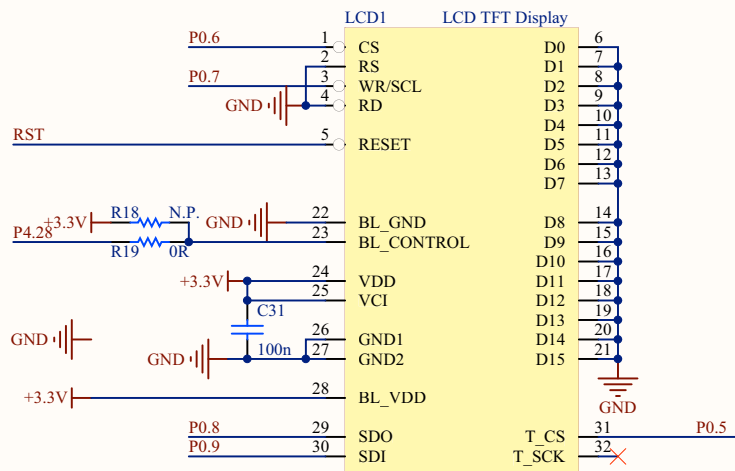 LCD1 LCD TFT Display
P0.6 1 CS D0 6
2 RS D1 7
P0.7 3 WR/SCL D2 8
GND 4 RD D3 9
D4 10
RST 5 RESET D5 11
D6 12
D7 13
+3.3V R18 N.P. GND 22 BL_GND D8 14
P4.28 R19 0R 23 BL_CONTROL D9 15
D10 16
+3.3V 24 VDD D11 17
25 VCI D12 18
C31 D13 19
GND 26 GND1 D14 20
GND 100n 27 GND2 D15 21
+3.3V 28 BL_VDD
GND
P0.8 29 SDO T_CS 31 P0.5
P0.9 30 SDI T_SCK 32